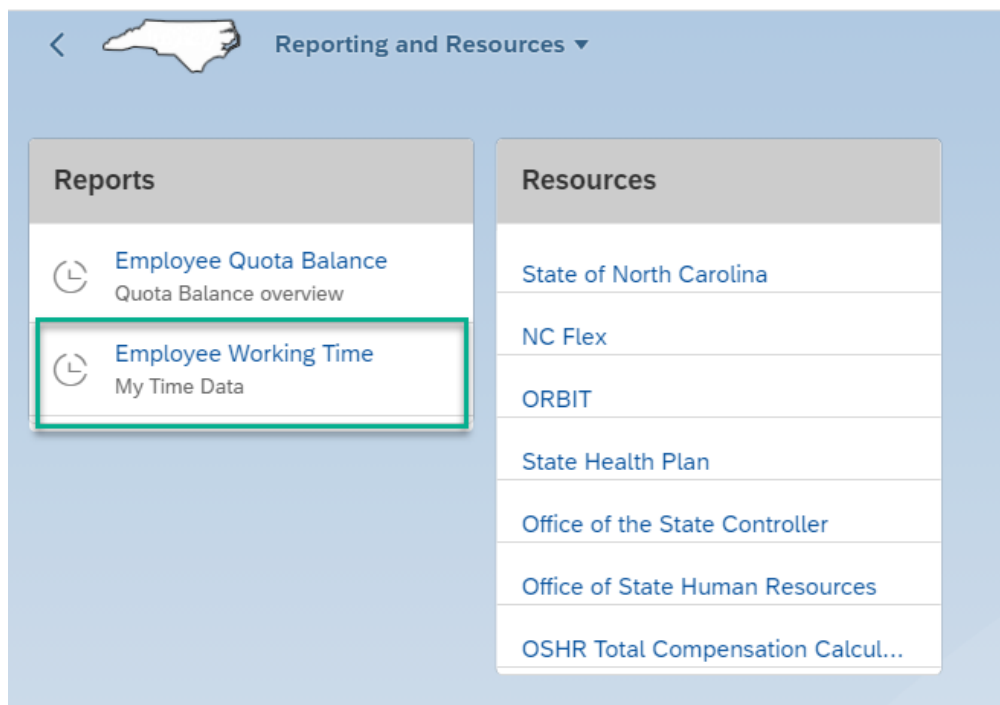 Reporting and Resources
Reports
Employee Quota Balance
Quota Balance overview
Employee Working Time
My Time Data
Resources
State of North Carolina
NC Flex
ORBIT
State Health Plan
Office of the State Controller
Office of State Human Resources
OSHR Total Compensation Calcul...